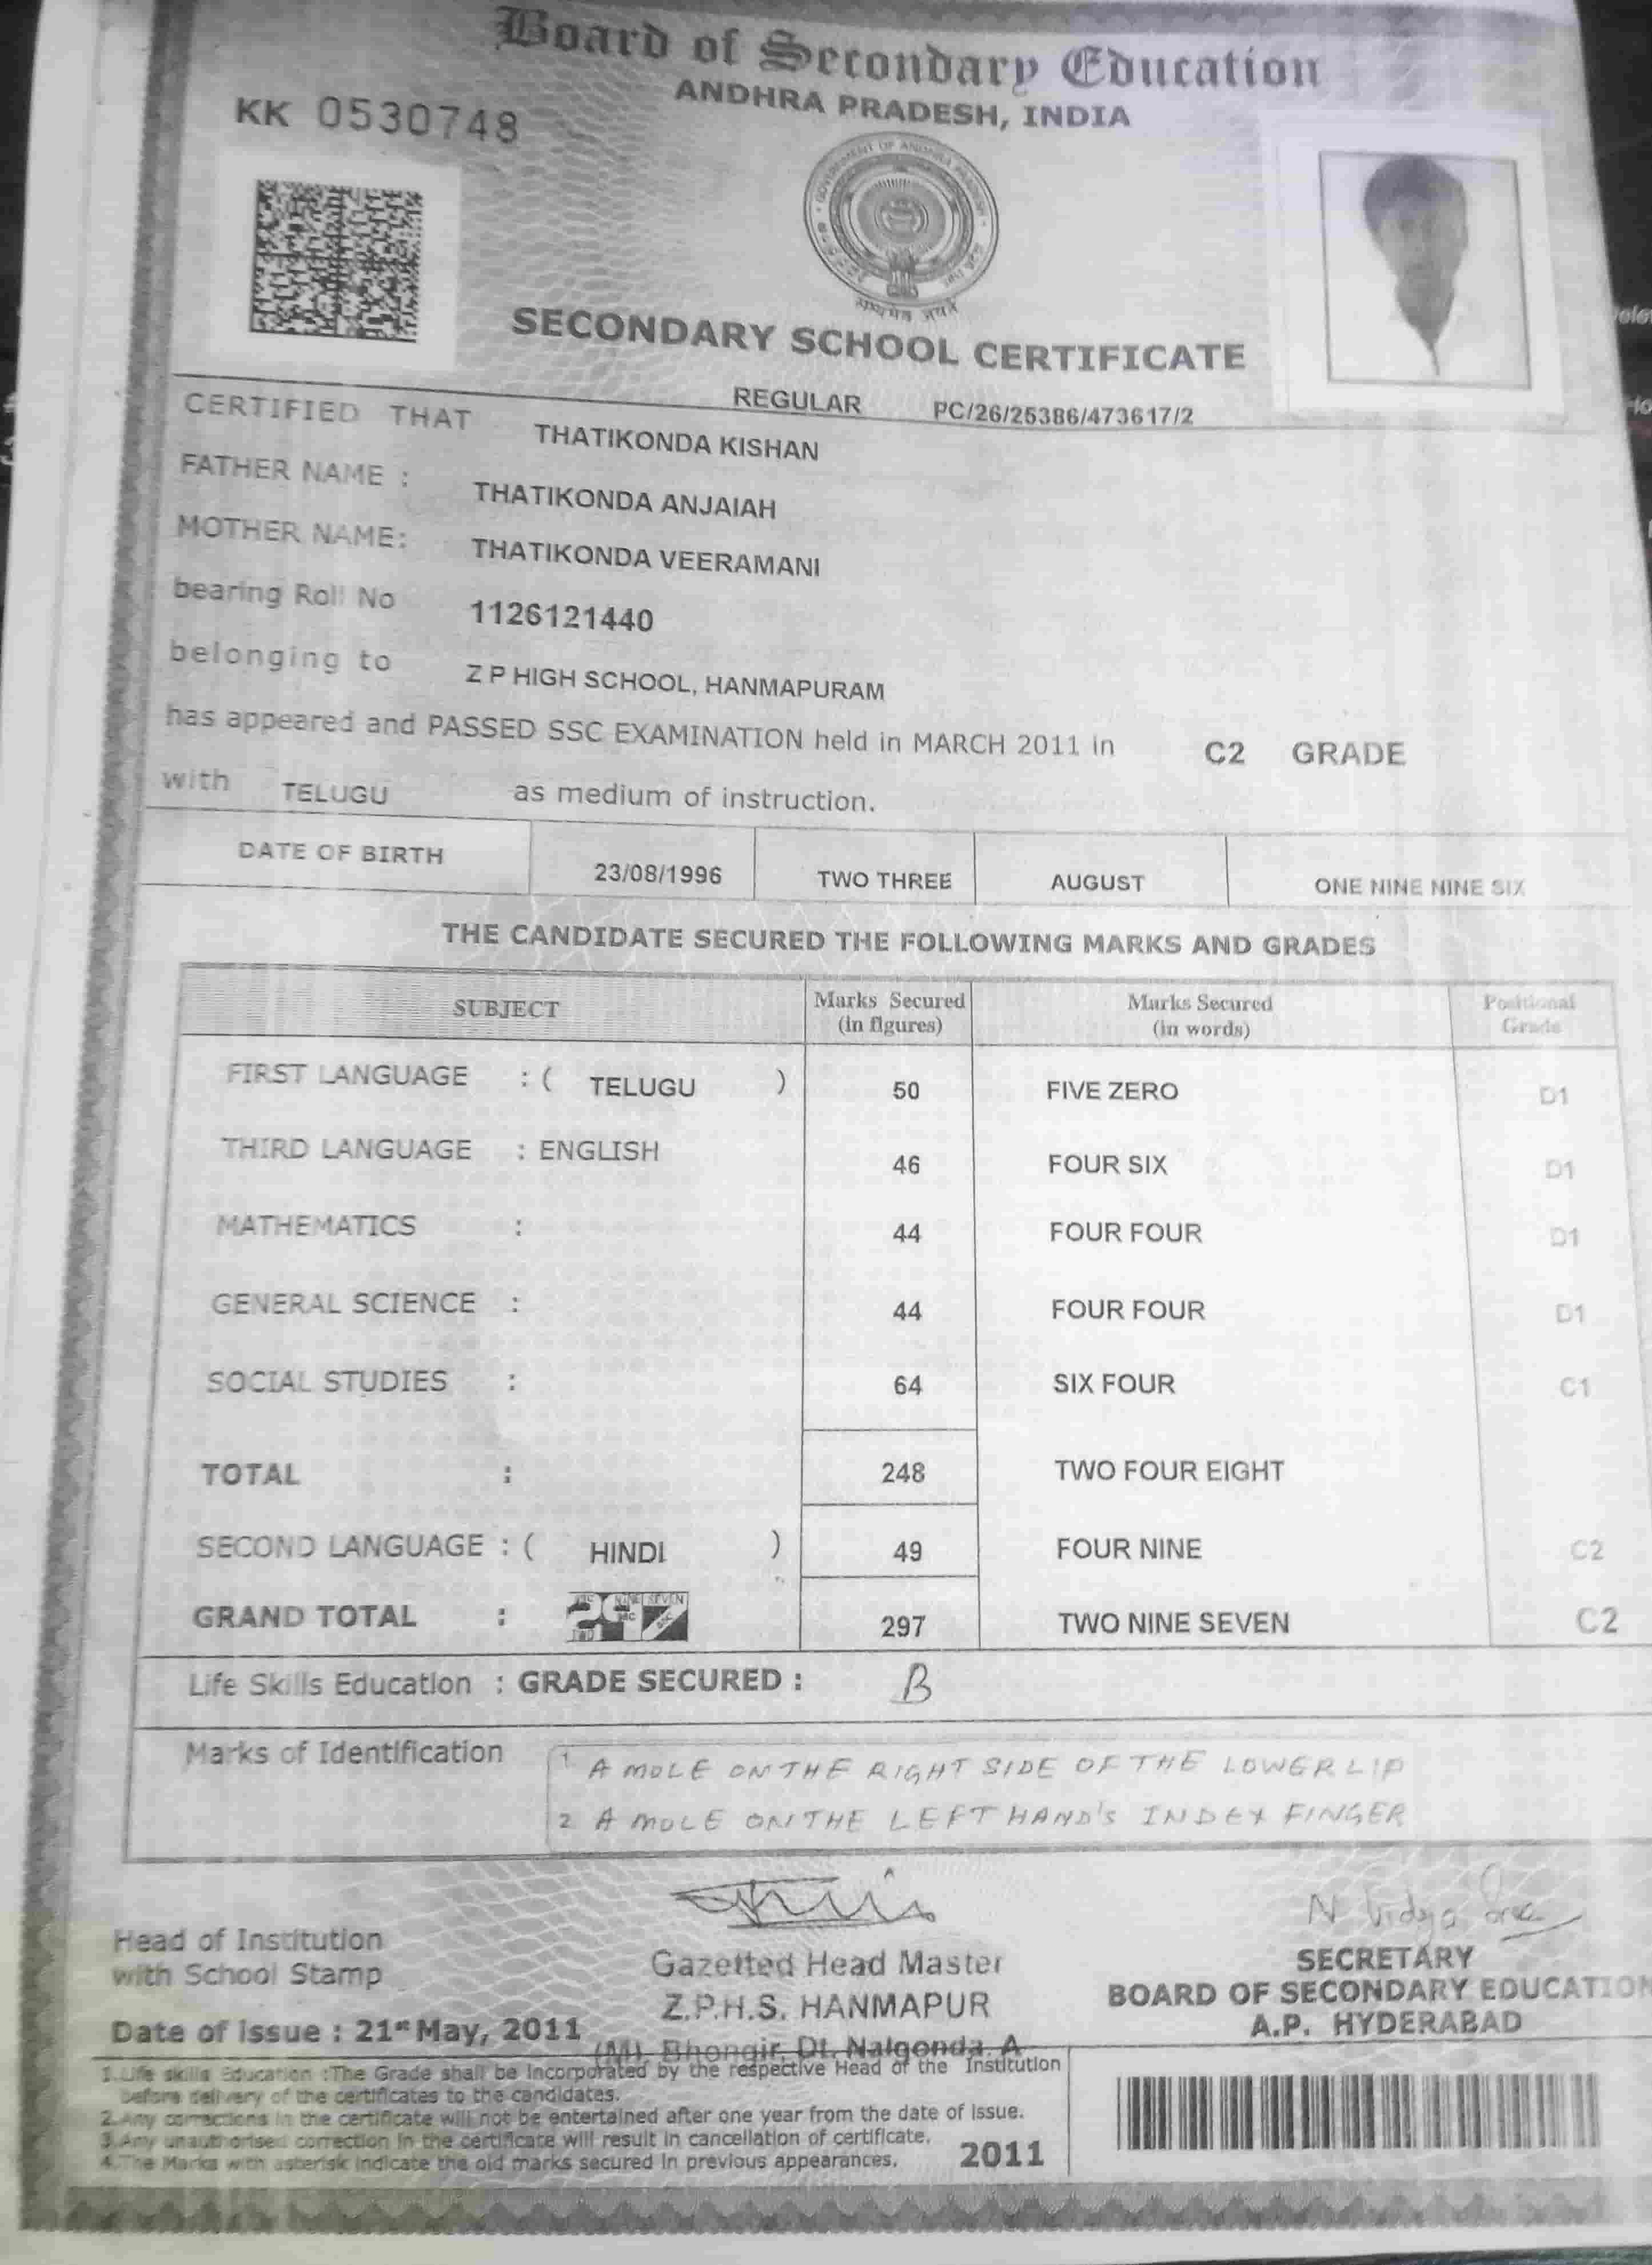 Board of Secondary Education
ANDHRA PRADESH, INDIA
KK 0530748
SECONDARY SCHOOL CERTIFICATE
REGULAR PC/26/25386/473617/2
CERTIFIED THAT THATIKONDA KISHAN
FATHER NAME : THATIKONDA ANJAIAH
MOTHER NAME: THATIKONDA VEERAMANI
bearing Roll No 1126121440
belonging to Z P HIGH SCHOOL, HANMAPURAM
has appeared and PASSED SSC EXAMINATION held in MARCH 2011 in C2 GRADE
with TELUGU as medium of instruction.
DATE OF BIRTH 23/08/1996 TWO THREE AUGUST ONE NINE NINE SIX
THE CANDIDATE SECURED THE FOLLOWING MARKS AND GRADES
SUBJECT Marks Secured (in figures) Marks Secured (in words) Positional Grade
FIRST LANGUAGE : ( TELUGU ) 50 FIVE ZERO D1
THIRD LANGUAGE : ENGLISH 46 FOUR SIX D1
MATHEMATICS : 44 FOUR FOUR D1
GENERAL SCIENCE : 44 FOUR FOUR D1
SOCIAL STUDIES : 64 SIX FOUR C1
TOTAL : 248 TWO FOUR EIGHT
SECOND LANGUAGE : ( HINDI ) 49 FOUR NINE C2
GRAND TOTAL : 297 TWO NINE SEVEN C2
Life Skills Education : GRADE SECURED : B
Marks of Identification 1 A MOLE ON THE RIGHT SIDE OF THE LOWER LIP
2 A MOLE ON THE LEFT HAND'S INDEX FINGER
Head of Institution
with School Stamp
Gazetted Head Master
Z.P.H.S. HANMAPUR
(M). Bhongir, Dt. Nalgonda. A
SECRETARY
BOARD OF SECONDARY EDUCATION
A.P. HYDERABAD
Date of Issue : 21st May, 2011
1.Life skills Education :The Grade shall be Incorporated by the respective Head of the Institution
before delivery of the certificates to the candidates.
2.Any corrections in the certificate will not be entertained after one year from the date of Issue.
3.Any unauthorised correction in the certificate will result in cancellation of certificate.
4.The Marks with asterisk indicate the old marks secured in previous appearances.
2011